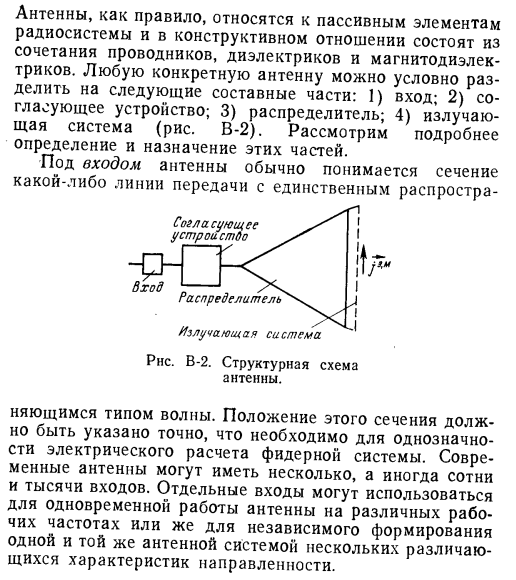 Антенны, как правило, относятся к пассивным элементам
радиосистемы и в конструктивном отношении состоят из
сочетания проводников, диэлектриков и магнитодиэлек-
триков. Любую конкретную антенну можно условно раз-
делить на следующие составные части: 1) вход; 2) со-
гласующее устройство; 3) распределитель; 4) излучаю-
щая система (рис. В-2). Рассмотрим подробнее
определение и назначение этих частей.
Под входом антенны обычно понимается сечение
какой-либо линии передачи с единственным распростра-
Согласующее
устройство
Вход
Распределитель
jэ,м
Излучающая система
Рис. В-2. Структурная схема
антенны.
няющимся типом волны. Положение этого сечения долж-
но быть указано точно, что необходимо для однозначно-
сти электрического расчета фидерной системы. Совре-
менные антенны могут иметь несколько, а иногда сотни
и тысячи входов. Отдельные входы могут использоваться
для одновременной работы антенны на различных рабо-
чих частотах или же для независимого формирования
одной и той же антенной системой нескольких различаю-
щихся характеристик направленности.